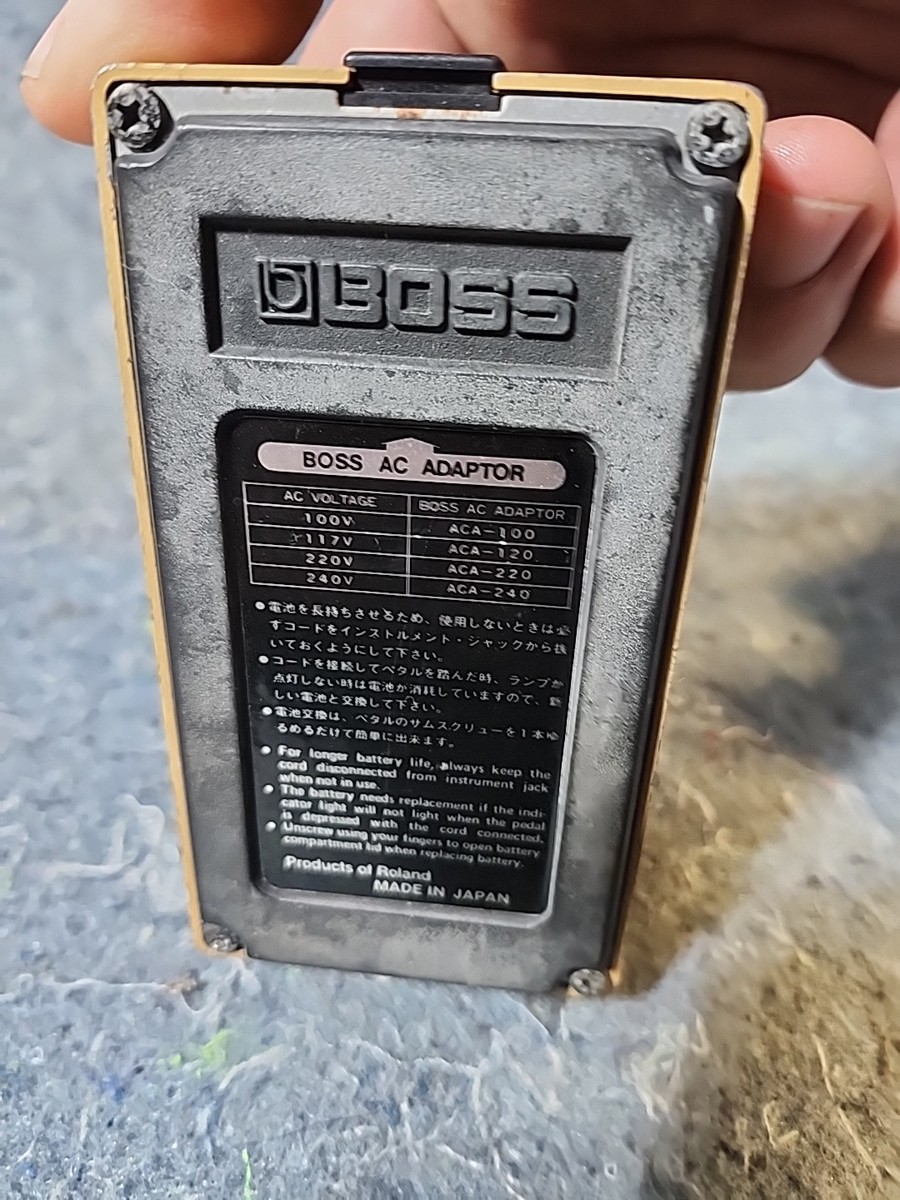 BOSS
BOSS AC ADAPTOR
AC VOLTAGE BOSS AC ADAPTOR
100V ACA-100
117V ACA-120
220V ACA-220
240V ACA-240
●電池を長持ちさせるため、使用しないときは必
ずコードをインストルメント・ジャックから抜
いておくようにして下さい。
●コードを接続してペタルを踏んだ時、ランプが
点灯しない時は電池が消耗していますので、新
しい電池と交換して下さい。
●電池交換は、ペタルのサムスクリューを1本ゆ
るめるだけて簡単に出来ます。
● For longer battery life, always keep the
cord disconnected from instrument jack
when not in use.
● The battery needs replacement if the indi-
cator light will not light when the pedal
is depressed with the cord connected.
● Unscrew using your fingers to open battery
compartment lid when replacing battery.
Products of Roland
MADE IN JAPAN